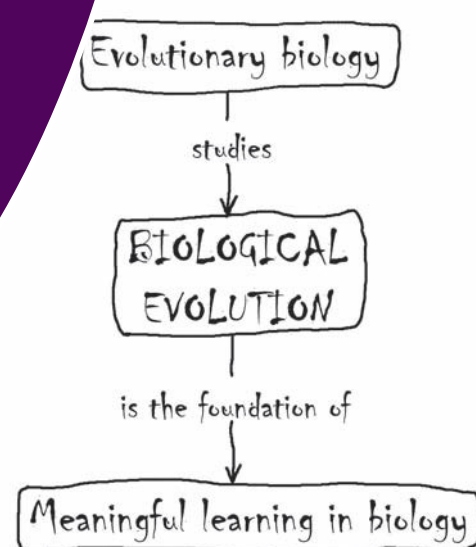 Evolutionary biology
studies
BIOLOGICAL
EVOLUTION
is the foundation of
Meaningful learning in biology